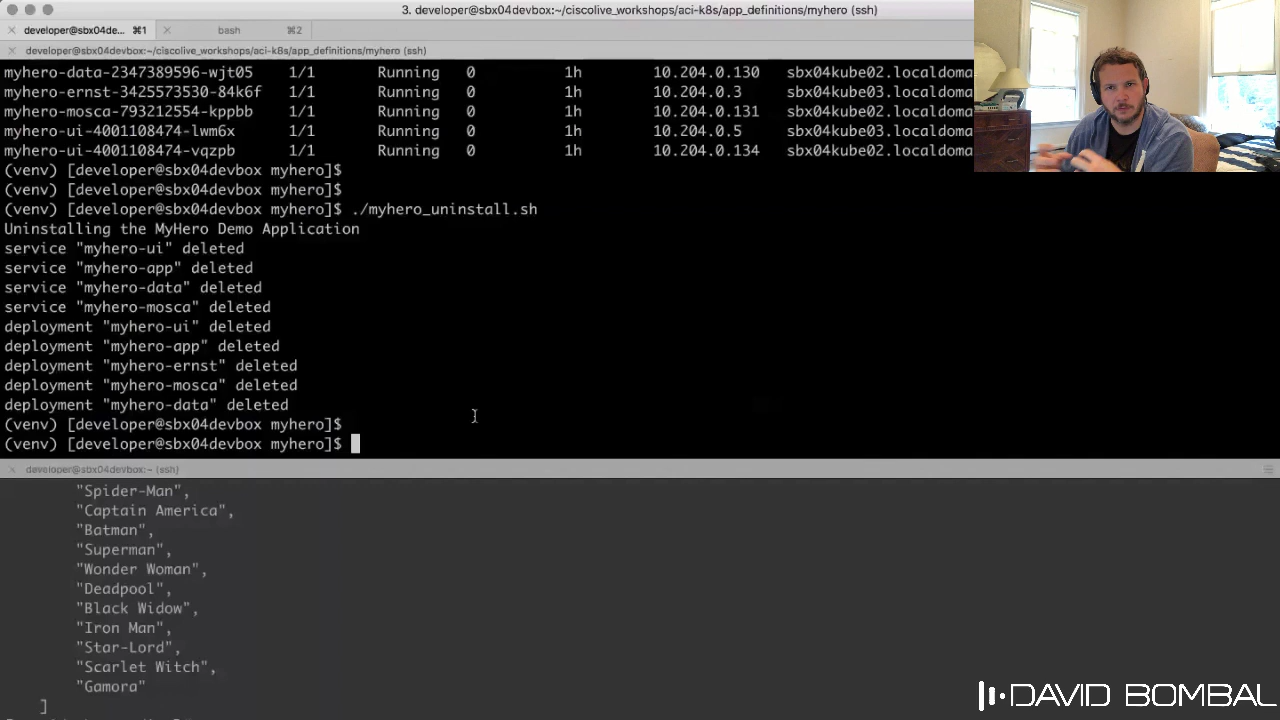 3. developer@sbx04devbox:~/ciscolive_workshops/aci-k8s/app_definitions/myhero (ssh)
developer@sbx04de... ⌘1 bash ⌘2
developer@sbx04devbox:~/ciscolive_workshops/aci-k8s/app_definitions/myhero (ssh)
myhero-data-2347389596-wjt05 1/1 Running 0 1h 10.204.0.130 sbx04kube02.localdoma
myhero-ernst-3425573530-84k6f 1/1 Running 0 1h 10.204.0.3 sbx04kube03.localdoma
myhero-mosca-793212554-kppbb 1/1 Running 0 1h 10.204.0.131 sbx04kube02.localdoma
myhero-ui-4001108474-lwm6x 1/1 Running 0 1h 10.204.0.5 sbx04kube03.localdoma
myhero-ui-4001108474-vqzpb 1/1 Running 0 1h 10.204.0.134 sbx04kube02.localdoma
(venv) [developer@sbx04devbox myhero]$
(venv) [developer@sbx04devbox myhero]$
(venv) [developer@sbx04devbox myhero]$ ./myhero_uninstall.sh
Uninstalling the MyHero Demo Application
service "myhero-ui" deleted
service "myhero-app" deleted
service "myhero-data" deleted
service "myhero-mosca" deleted
deployment "myhero-ui" deleted
deployment "myhero-app" deleted
deployment "myhero-ernst" deleted
deployment "myhero-mosca" deleted
deployment "myhero-data" deleted
(venv) [developer@sbx04devbox myhero]$
(venv) [developer@sbx04devbox myhero]$
developer@sbx04devbox:~ (ssh)
"Spider-Man",
"Captain America",
"Batman",
"Superman",
"Wonder Woman",
"Deadpool",
"Black Widow",
"Iron Man",
"Star-Lord",
"Scarlet Witch",
"Gamora"
]
DAVID BOMBAL